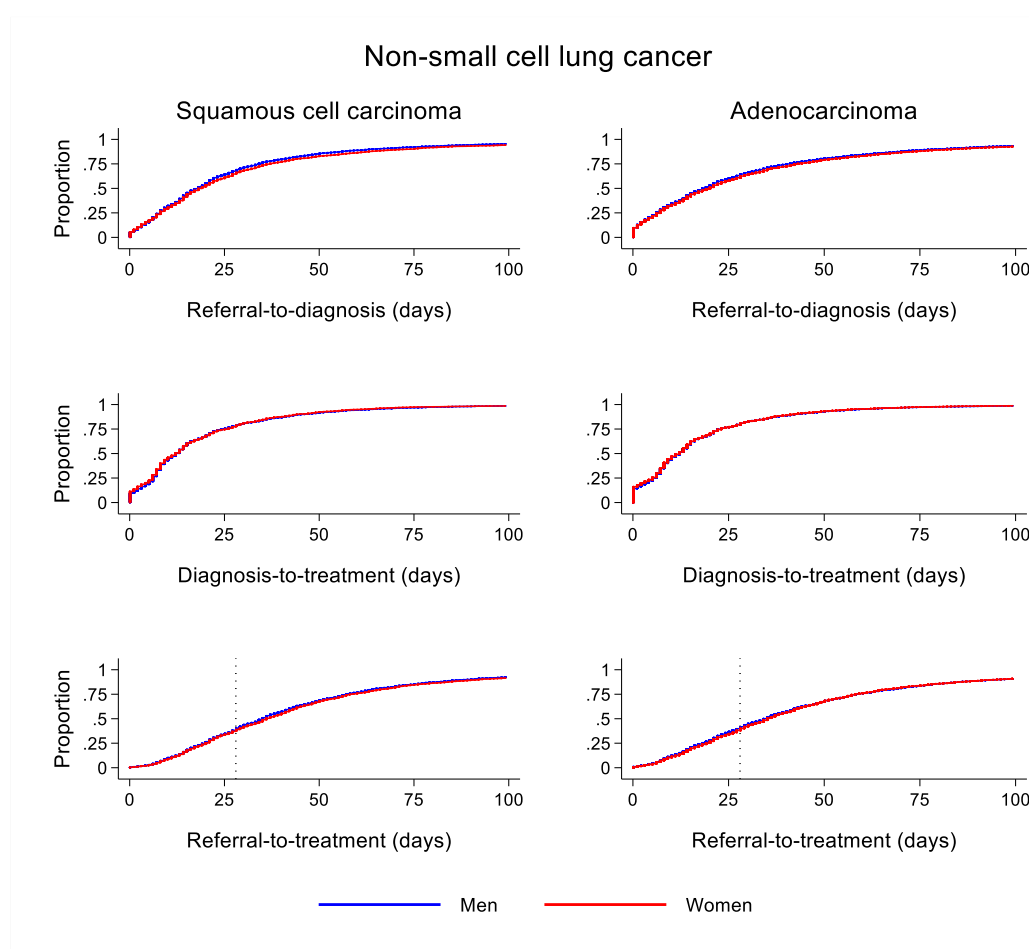 Non-small cell lung cancer
Squamous cell carcinoma
Adenocarcinoma
Proportion
1
.75
.5
.25
0
0 25 50 75 100
Referral-to-diagnosis (days)
1
.75
.5
.25
0
0 25 50 75 100
Referral-to-diagnosis (days)
Proportion
1
.75
.5
.25
0
0 25 50 75 100
Diagnosis-to-treatment (days)
1
.75
.5
.25
0
0 25 50 75 100
Diagnosis-to-treatment (days)
Proportion
1
.75
.5
.25
0
0 25 50 75 100
Referral-to-treatment (days)
1
.75
.5
.25
0
0 25 50 75 100
Referral-to-treatment (days)
Men Women